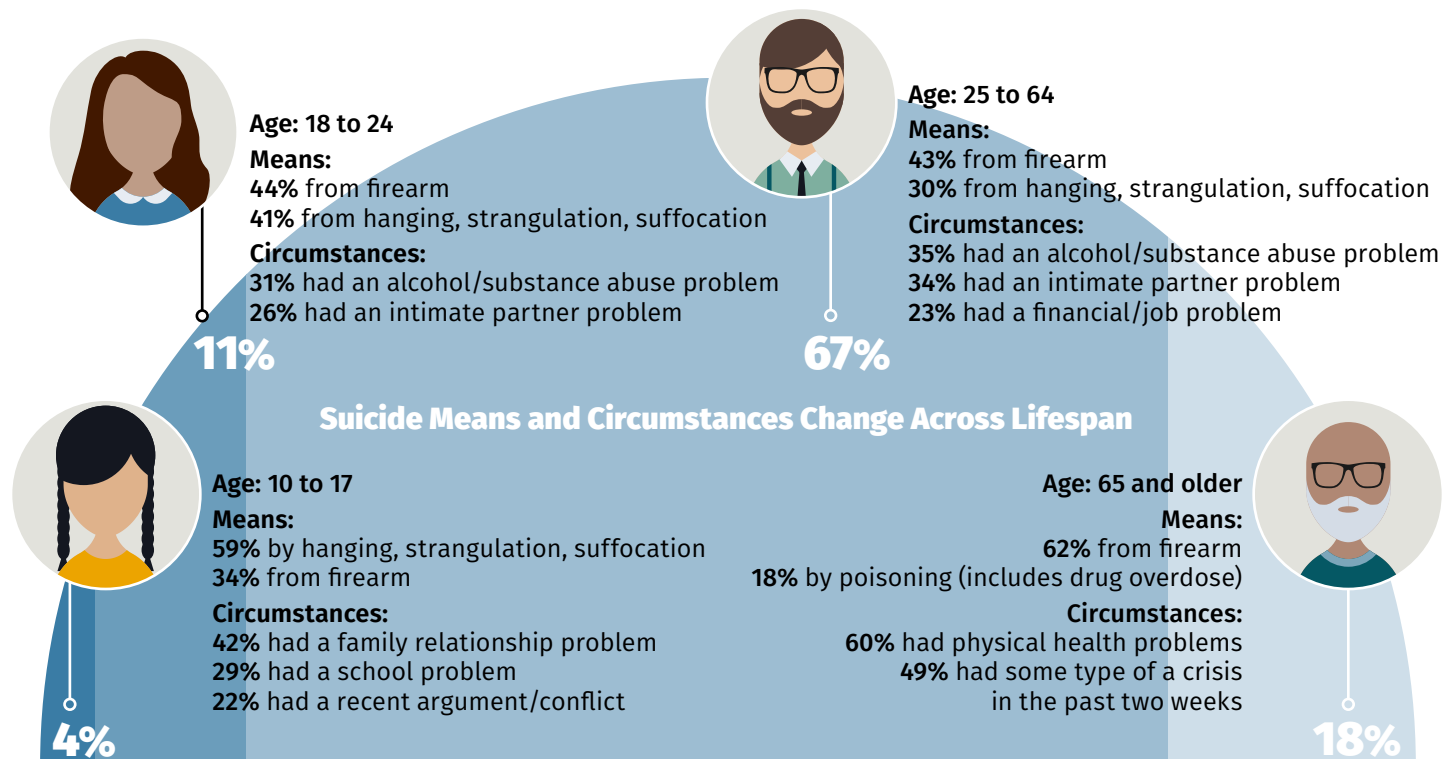 Age: 18 to 24
Means:
44% from firearm
41% from hanging, strangulation, suffocation
Circumstances:
31% had an alcohol/substance abuse problem
26% had an intimate partner problem
11%
Age: 25 to 64
Means:
43% from firearm
30% from hanging, strangulation, suffocation
Circumstances:
35% had an alcohol/substance abuse problem
34% had an intimate partner problem
23% had a financial/job problem
67%
Suicide Means and Circumstances Change Across Lifespan
Age: 10 to 17
Means:
59% by hanging, strangulation, suffocation
34% from firearm
Circumstances:
42% had a family relationship problem
29% had a school problem
22% had a recent argument/conflict
4%
Age: 65 and older
Means:
62% from firearm
18% by poisoning (includes drug overdose)
Circumstances:
60% had physical health problems
49% had some type of a crisis
in the past two weeks
18%